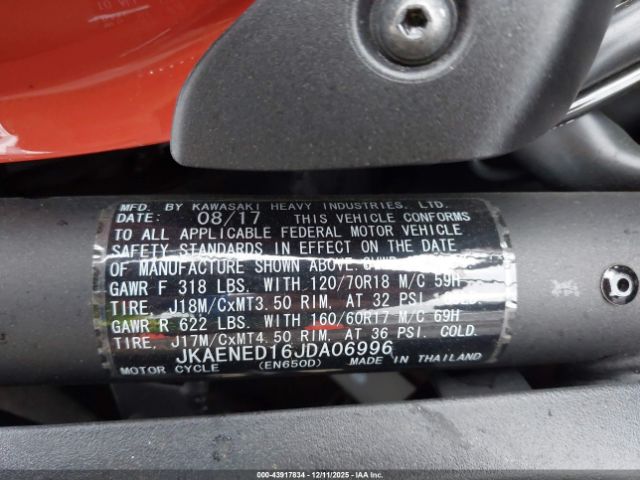 MFD. BY KAWASAKI HEAVY INDUSTRIES, LTD.
DATE: 08/17 THIS VEHICLE CONFORMS
TO ALL APPLICABLE FEDERAL MOTOR VEHICLE
SAFETY STANDARDS IN EFFECT ON THE DATE
OF MANUFACTURE SHOWN ABOVE.
GAWR F 318 LBS. WITH 120/70R18 M/C 59H
TIRE, J18M/CxMT3.50 RIM, AT 32 PSI COLD.
GAWR R 622 LBS. WITH 160/60R17 M/C 69H
TIRE, J17M/CxMT4.50 RIM, AT 36 PSI. COLD.
JKAENED16JDA06996
MOTOR CYCLE (EN650D) MADE IN THAILAND
000-43917834 - 12/11/2025 - IAAI.COM